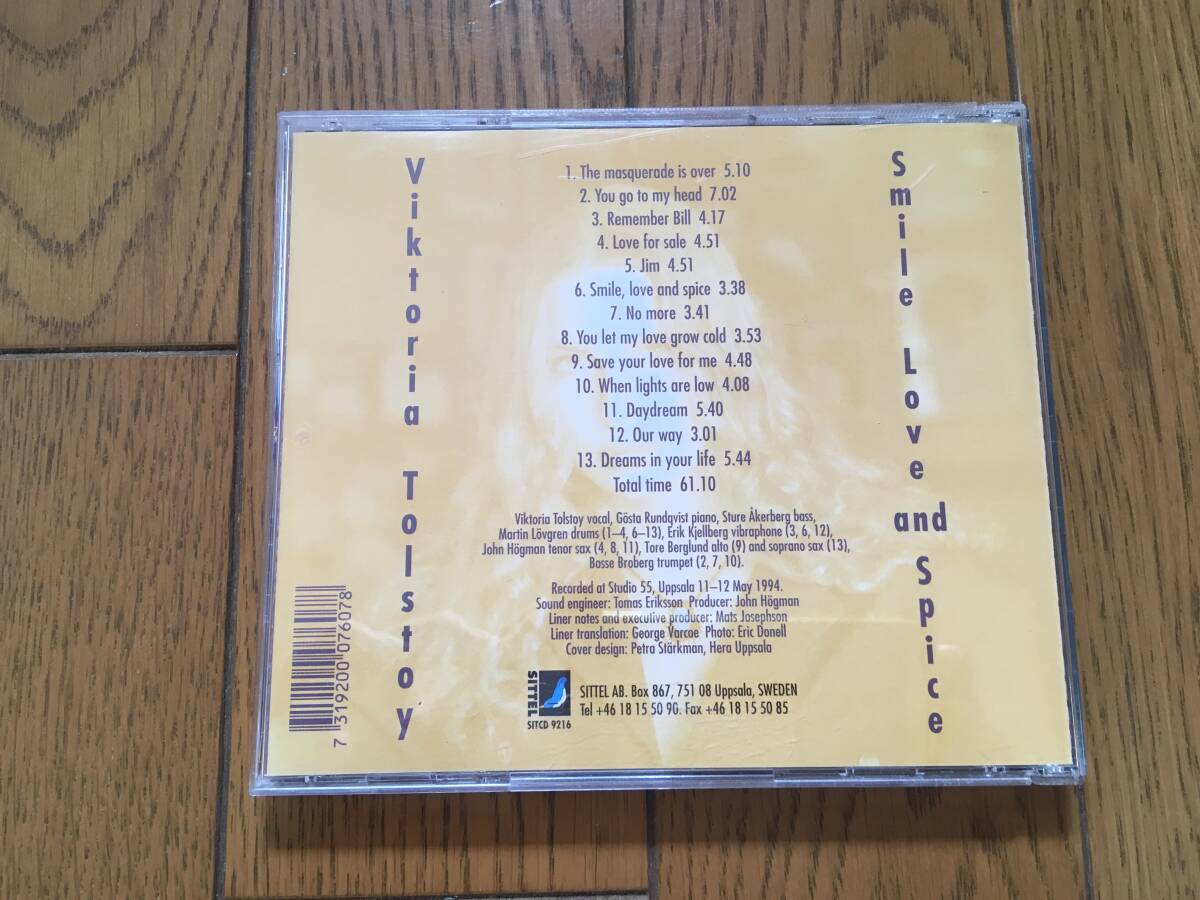 Viktoria Tolstoy
1. The masquerade is over 5.10
2. You go to my head 7.02
3. Remember Bill 4.17
4. Love for sale 4.51
5. Jim 4.51
6. Smile, love and spice 3.38
7. No more 3.41
8. You let my love grow cold 3.53
9. Save your love for me 4.48
10. When lights are low 4.08
11. Daydream 5.40
12. Our way 3.01
13. Dreams in your life 5.44
Total time 61.10
Viktoria Tolstoy vocal, Gösta Rundqvist piano, Sture Åkerberg bass,
Martin Lövgren drums (1–4, 6–13), Erik Kjellberg vibraphone (3, 6, 12),
John Högman tenor sax (4, 8, 11), Tore Berglund alto (9) and soprano sax (13),
Bosse Broberg trumpet (2, 7, 10).
Recorded at Studio 55, Uppsala 11–12 May 1994.
Sound engineer: Tomas Eriksson Producer: John Högman
Liner notes and executive producer: Mats Josephson
Liner translation: George Varcoe Photo: Eric Donell
Cover design: Petra Stärkman, Hera Uppsala
SITTEL
SITCD 9216
SITTEL AB. Box 867, 751 08 Uppsala, SWEDEN
Tel +46 18 15 50 90. Fax +46 18 15 50 85
7 319200 076078
Smile Love and Spice